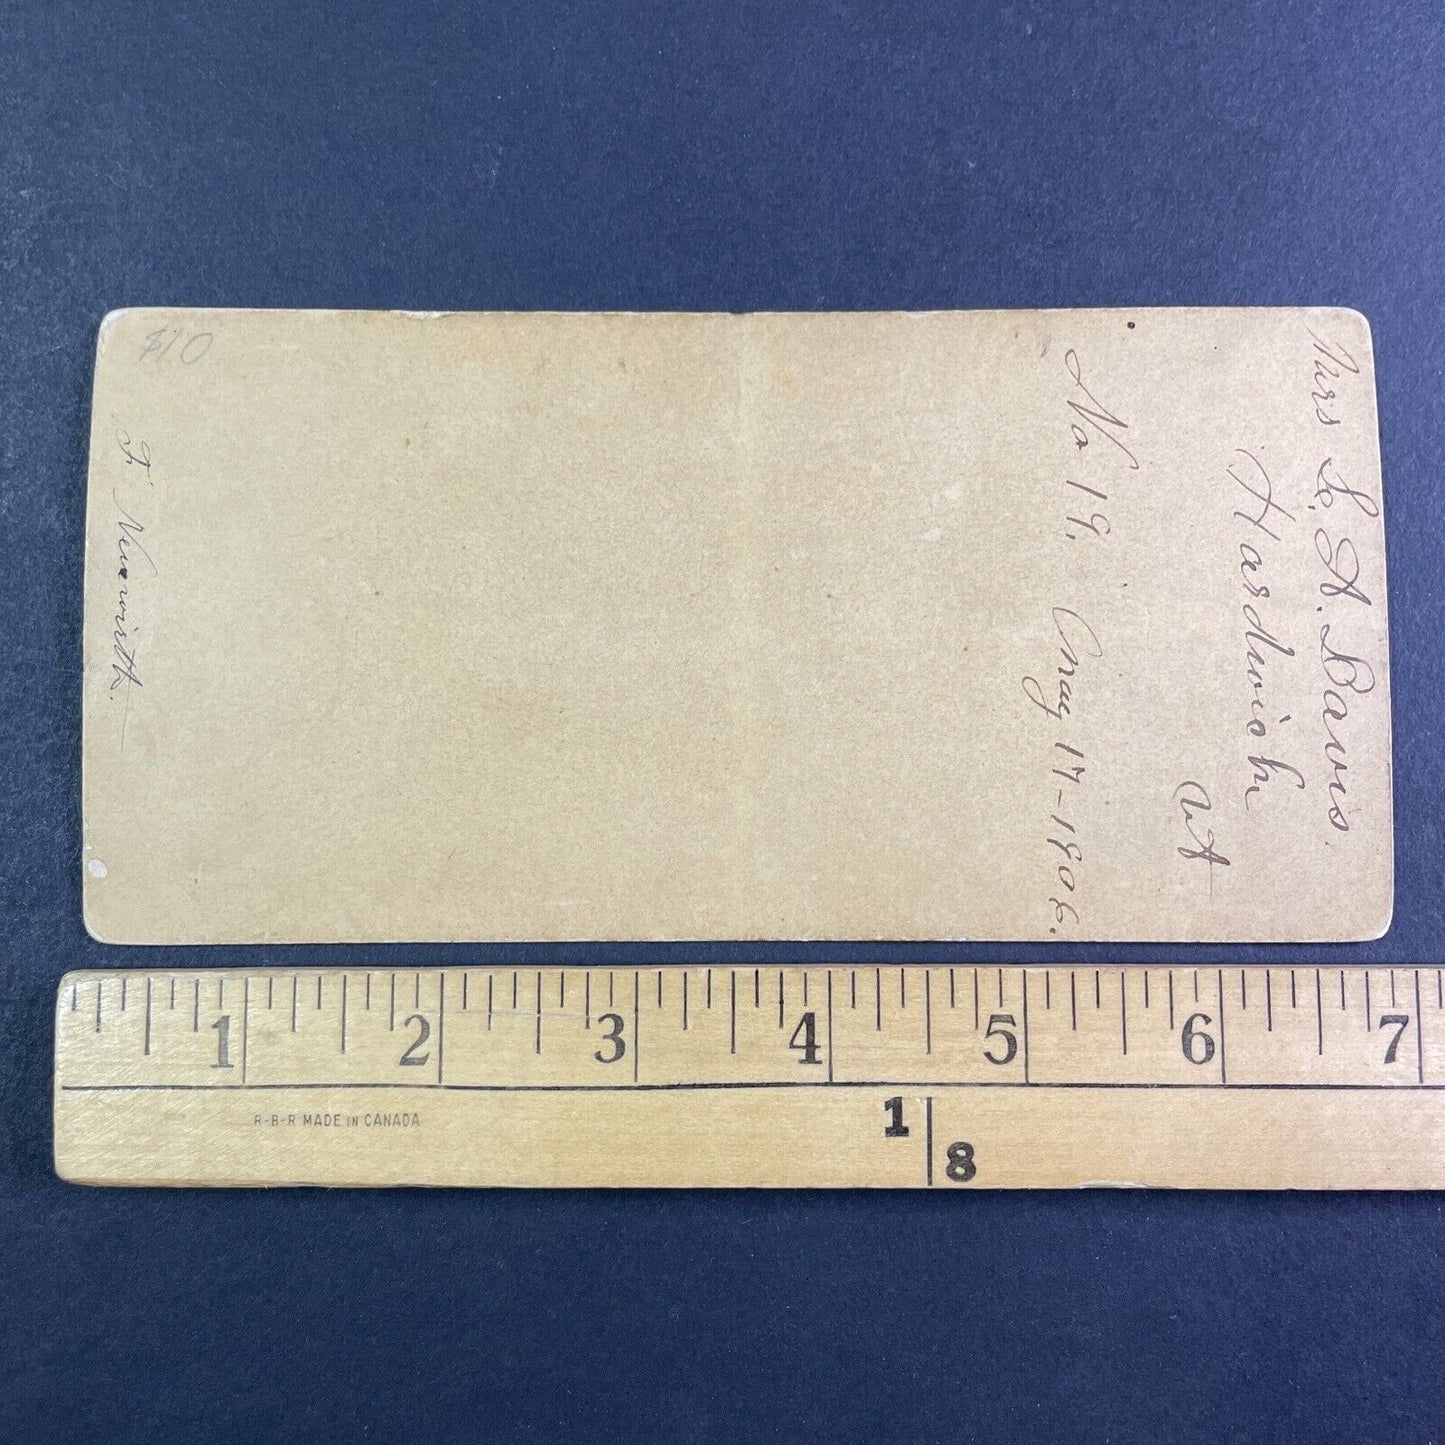 $10
Mrs L. A. Davis.
Hardwick
Vt
No 19. May 17-1906.
F. Neuwirth.
1 2 3 4 5 6 7
R-B-R MADE IN CANADA
1 8